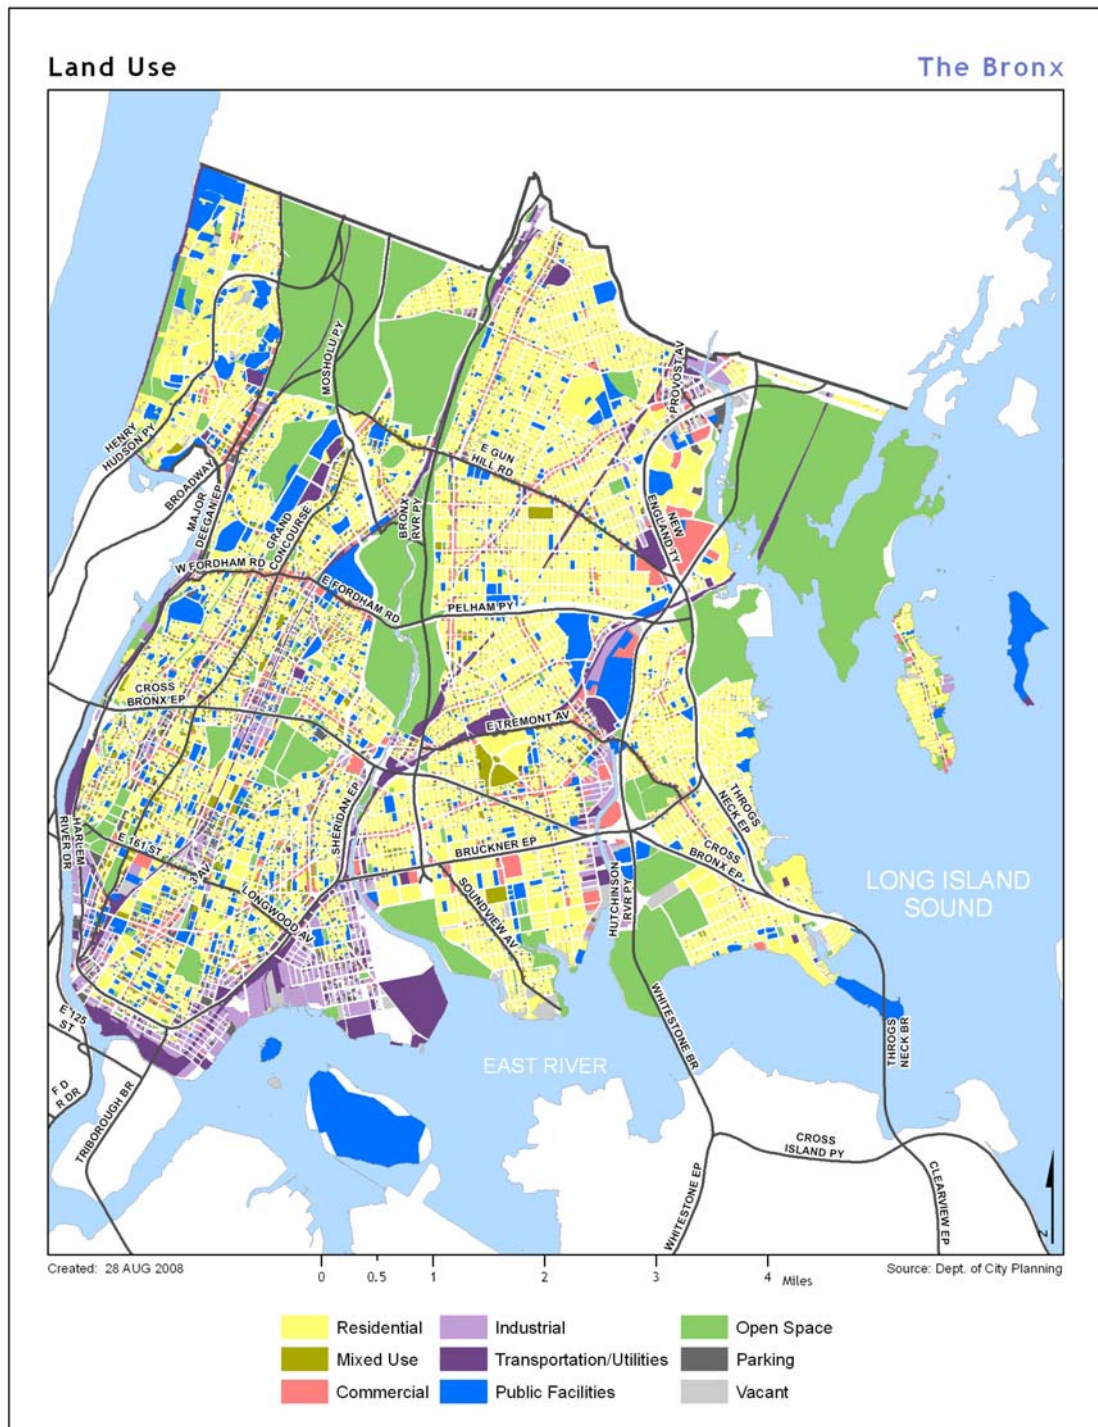 Land Use
The Bronx
MOSHOLU PY
PROVOST AV
HENRY
HUDSON PY
E GUN
HILL RD
BROADWAY
MAJOR
DEEGAN EP
GRAND
CONCOURSE
BRONX
RVR PY
NEW
ENGLAND TY
W FORDHAM RD
E FORDHAM RD
PELHAM PY
CROSS
BRONX EP
E TREMONT AV
SHERIDAN EP
THROGS
NECK EP
HARLEM
RIVER DR
E 161 ST
3 AV
BRUCKNER EP
CROSS
BRONX EP
LONGWOOD AV
SOUNDVIEW AV
HUTCHINSON
RVR PY
LONG ISLAND
SOUND
E 125
ST
WHITESTONE BR
THROGS
NECK BR
EAST RIVER
F D
R DR
TRIBOROUGH BR
CROSS
ISLAND PY
WHITESTONE EP
CLEARVIEW EP
N
Created: 28 AUG 2008
Source: Dept. of City Planning
0 0.5 1 2 3 4 Miles
Residential
Industrial
Open Space
Mixed Use
Transportation/Utilities
Parking
Commercial
Public Facilities
Vacant